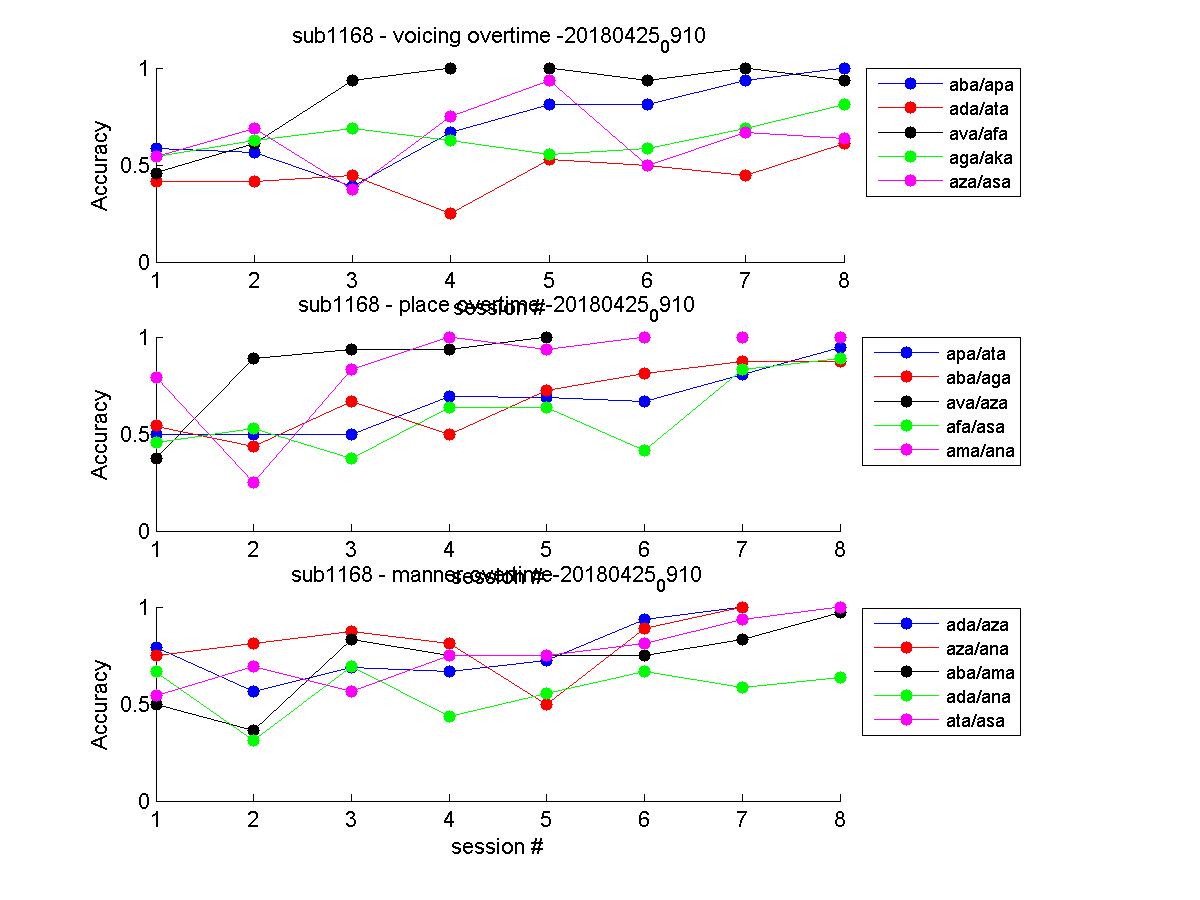 sub1168 - voicing overtime -20180425_0910
1
0.5
0
Accuracy
1 2 3 4 5 6 7 8
session #
aba/apa
ada/ata
ava/afa
aga/aka
aza/asa
sub1168 - place overtime -20180425_0910
1
0.5
0
Accuracy
1 2 3 4 5 6 7 8
session #
apa/ata
aba/aga
ava/aza
afa/asa
ama/ana
sub1168 - manner overtime -20180425_0910
1
0.5
0
Accuracy
1 2 3 4 5 6 7 8
session #
ada/aza
aza/ana
aba/ama
ada/ana
ata/asa